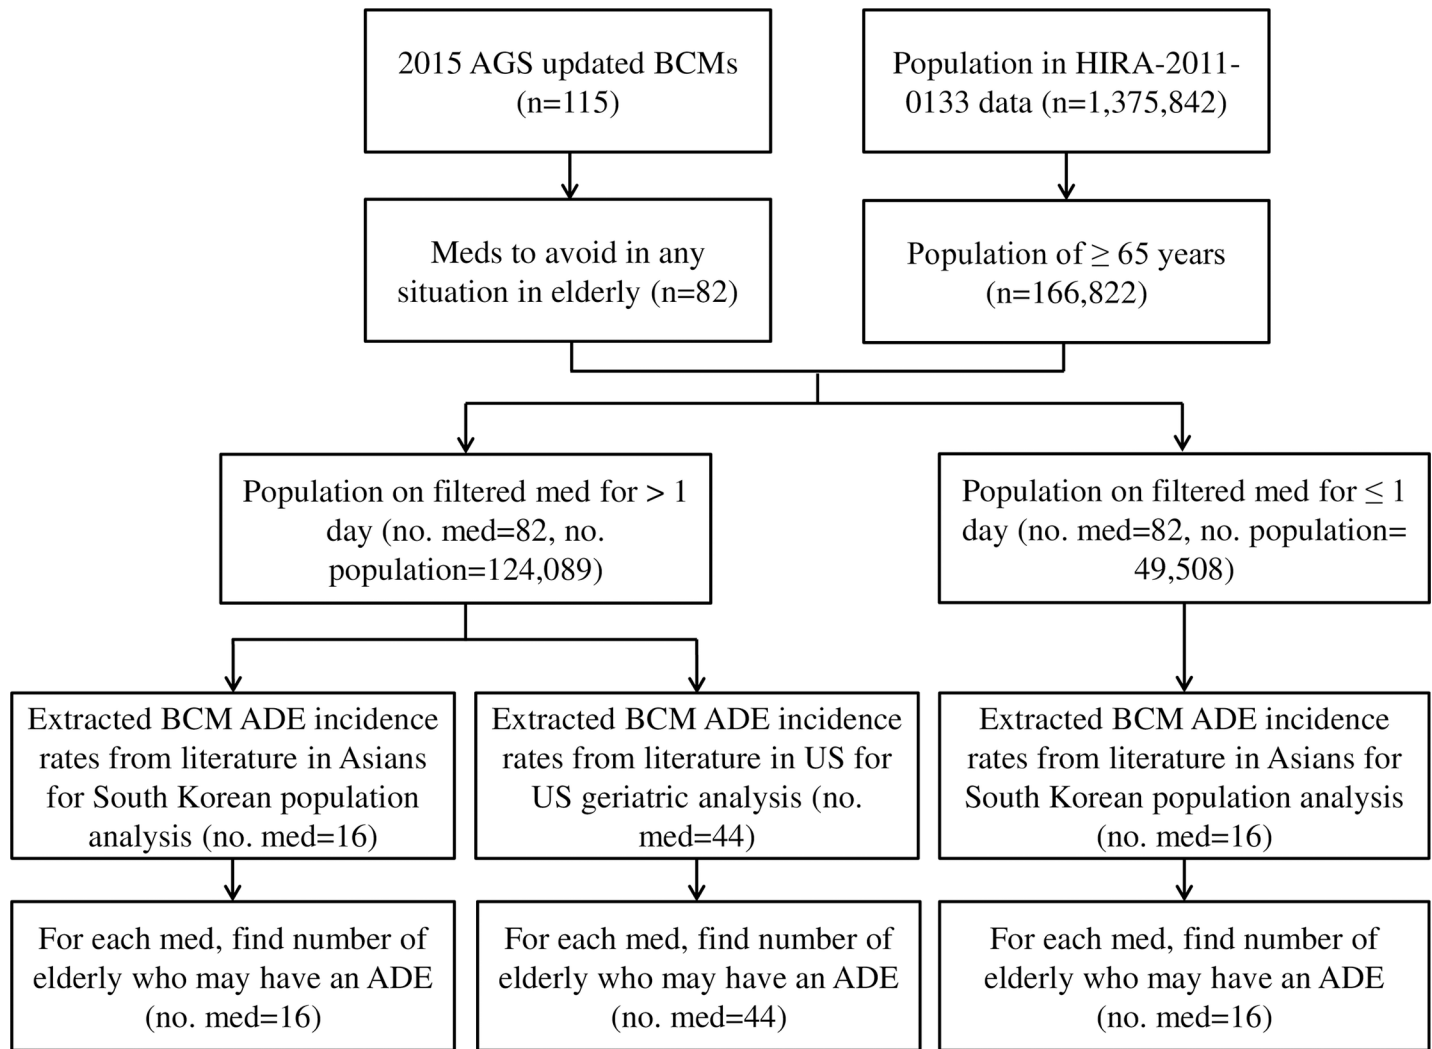 2015 AGS updated BCMs
(n=115)
Population in HIRA-2011-
0133 data (n=1,375,842)
Meds to avoid in any
situation in elderly (n=82)
Population of ≥ 65 years
(n=166,822)
Population on filtered med for > 1
day (no. med=82, no.
population=124,089)
Population on filtered med for ≤ 1
day (no. med=82, no. population=
49,508)
Extracted BCM ADE incidence
rates from literature in Asians
for South Korean population
analysis (no. med=16)
Extracted BCM ADE incidence
rates from literature in US for
US geriatric analysis (no.
med=44)
Extracted BCM ADE incidence
rates from literature in Asians for
South Korean population analysis
(no. med=16)
For each med, find number of
elderly who may have an ADE
(no. med=16)
For each med, find number of
elderly who may have an ADE
(no. med=44)
For each med, find number of
elderly who may have an ADE
(no. med=16)